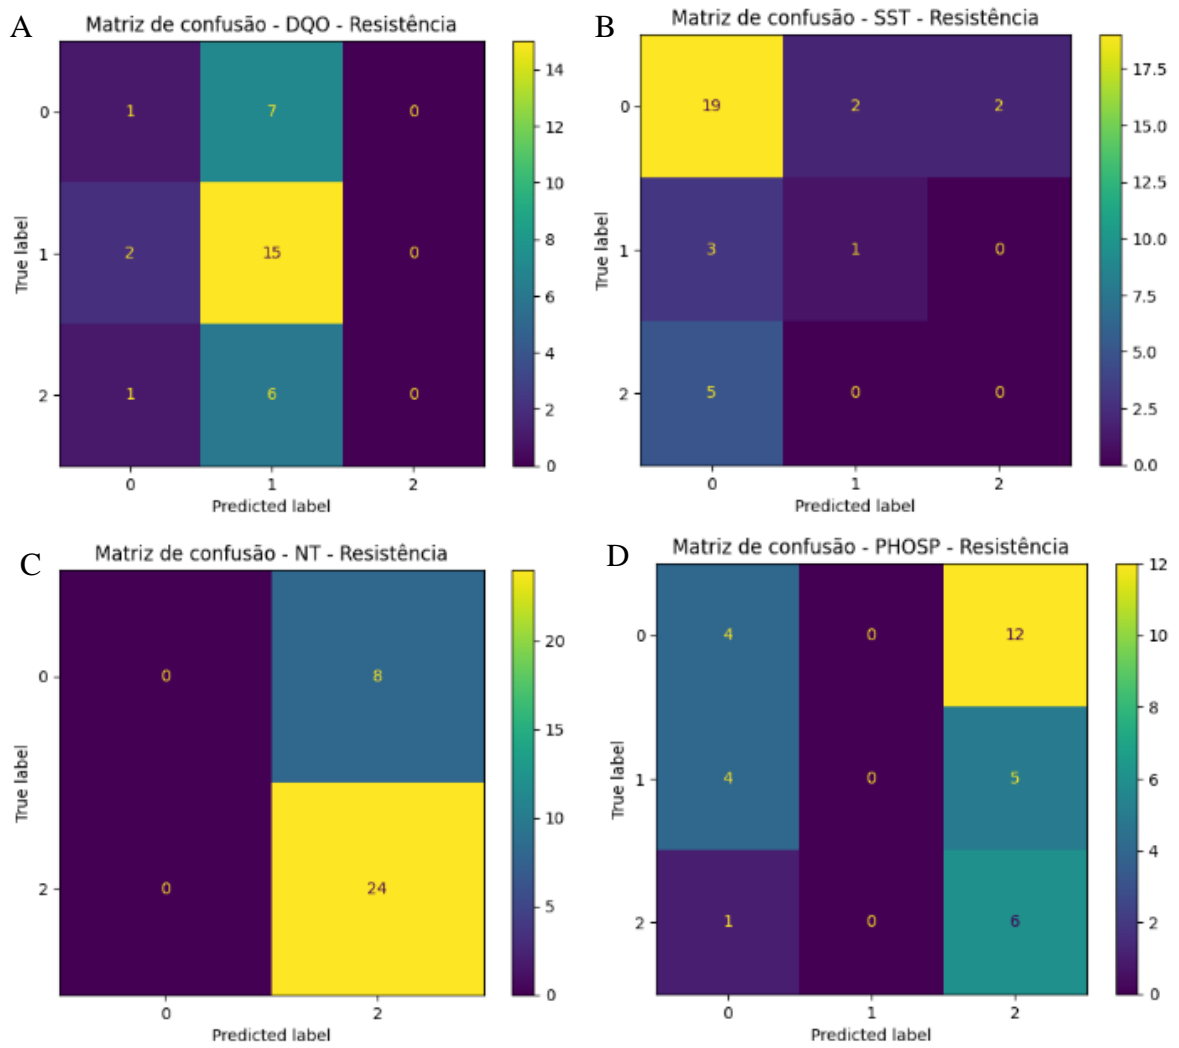 A
Matriz de confusão - DQO - Resistência
True label
0
1
2
1 7 0
2 15 0
1 6 0
0 1 2
Predicted label
14
12
10
8
6
4
2
0
B
Matriz de confusão - SST - Resistência
True label
0
1
2
19 2 2
3 1 0
5 0 0
0 1 2
Predicted label
17.5
15.0
12.5
10.0
7.5
5.0
2.5
0.0
C
Matriz de confusão - NT - Resistência
True label
0
2
0 8
0 24
0 2
Predicted label
20
15
10
5
0
D
Matriz de confusão - PHOSP - Resistência
True label
0
1
2
4 0 12
4 0 5
1 0 6
0 1 2
Predicted label
12
10
8
6
4
2
0